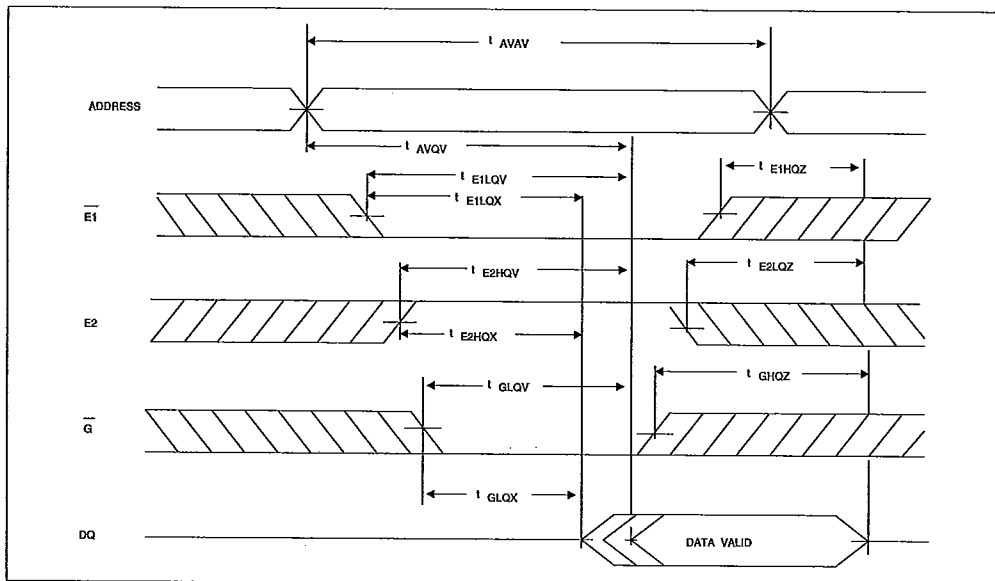 t AVAV
ADDRESS
t AVQV
t E1LQV
t E1HQZ
t E1LQX
E1
t E2HQV
t E2LQZ
E2
t E2HQX
t GLQV
t GHQZ
G
t GLQX
DQ
DATA VALID